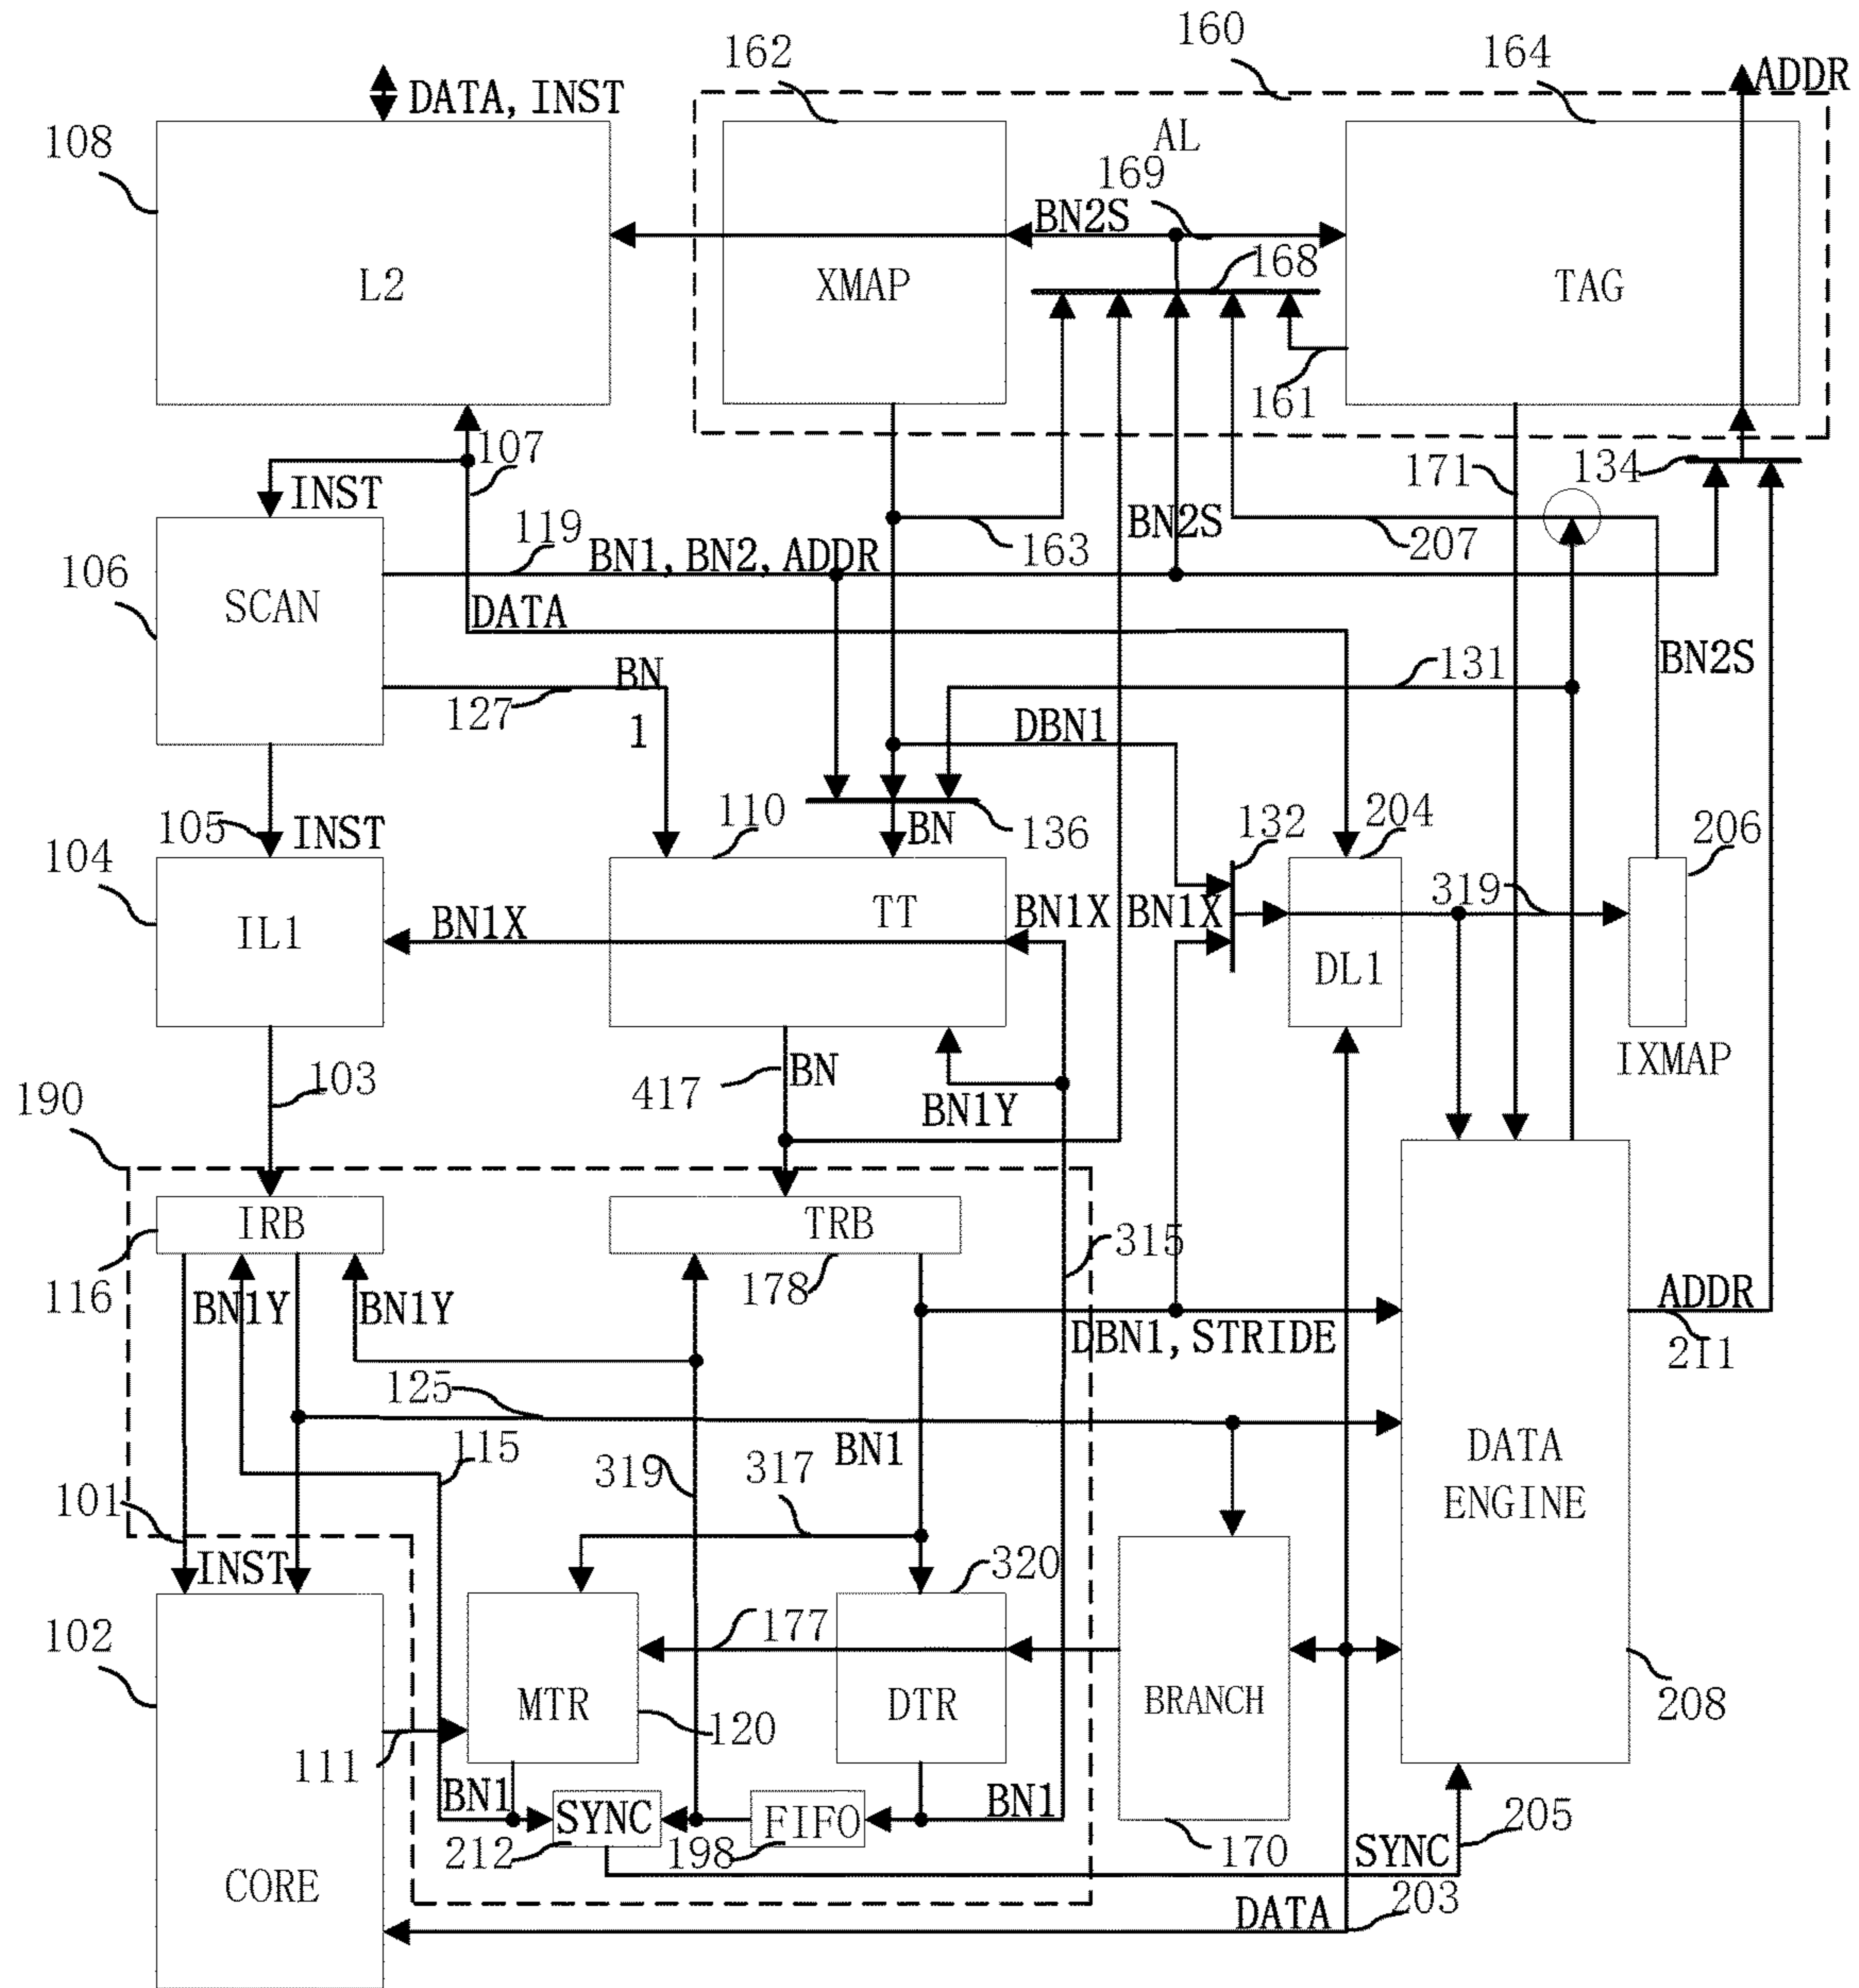 160
162
164
ADDR
DATA, INST
108
AL
169
BN2S
168
L2
XMAP
TAG
161
107
171
134
INST
119
BN2S
163
207
BN1, BN2, ADDR
106
SCAN
DATA
BN
1
131
BN2S
127
DBN1
110
105
INST
BN
136
132
204
206
104
TT
BN1X
BN1X
319
IL1
BN1X
DL1
IXMAP
103
417
BN
BN1Y
190
IRB
TRB
315
116
BN1Y
BN1Y
178
ADDR
211
DBN1, STRIDE
125
115
BN1
319
317
DATA
ENGINE
101
INST
320
102
177
MTR
DTR
BRANCH
208
120
111
BN1
SYNC
FIFO
BN1
212
198
170
SYNC
205
CORE
DATA
203